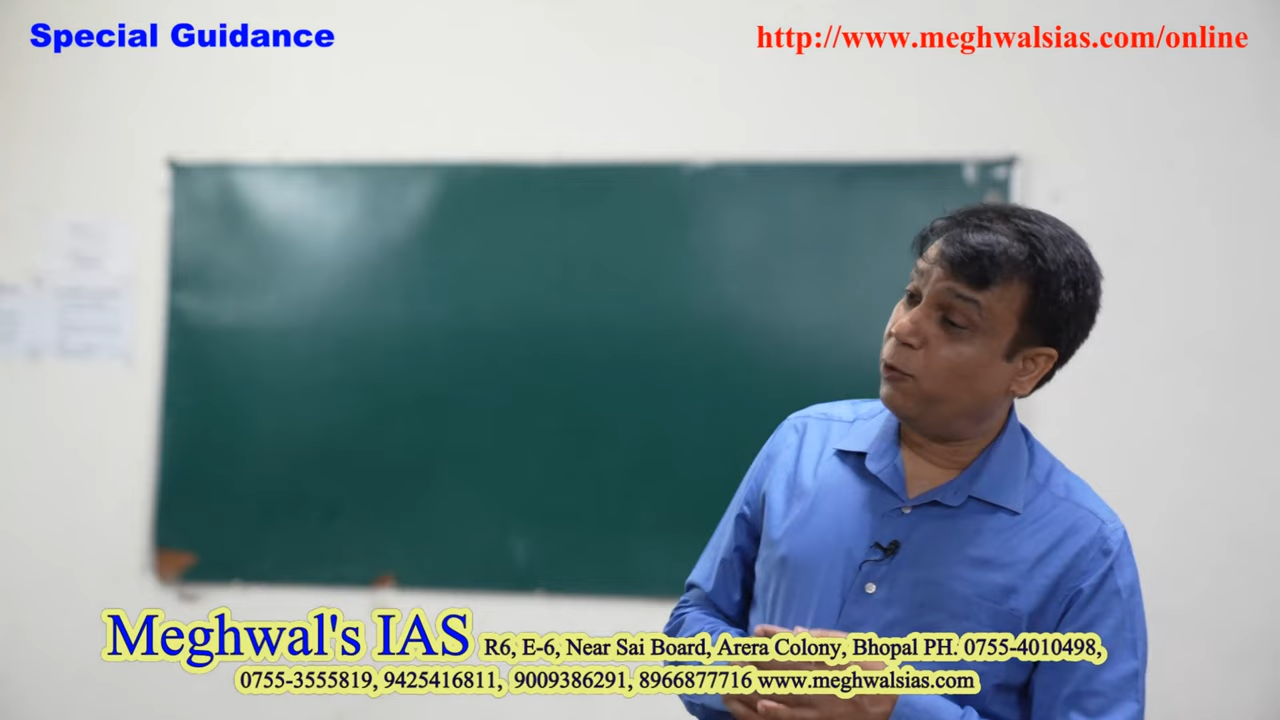 Special Guidance
http://www.meghwalsias.com/online
Meghwal's IAS R6, E-6, Near Sai Board, Arera Colony, Bhopal PH. 0755-4010498,
0755-3555819, 9425416811, 9009386291, 8966877716 www.meghwalsias.com